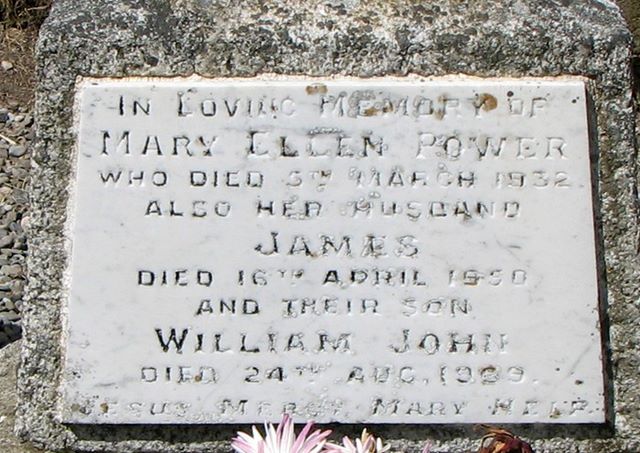 IN LOVING MEMORY OF
MARY ELLEN POWER
WHO DIED 5TH MARCH 1932
ALSO HER HUSBAND
JAMES
DIED 16TH APRIL 1950
AND THEIR SON
WILLIAM JOHN
DIED 24TH AUG. 1989.
JESUS MERCY MARY HELP